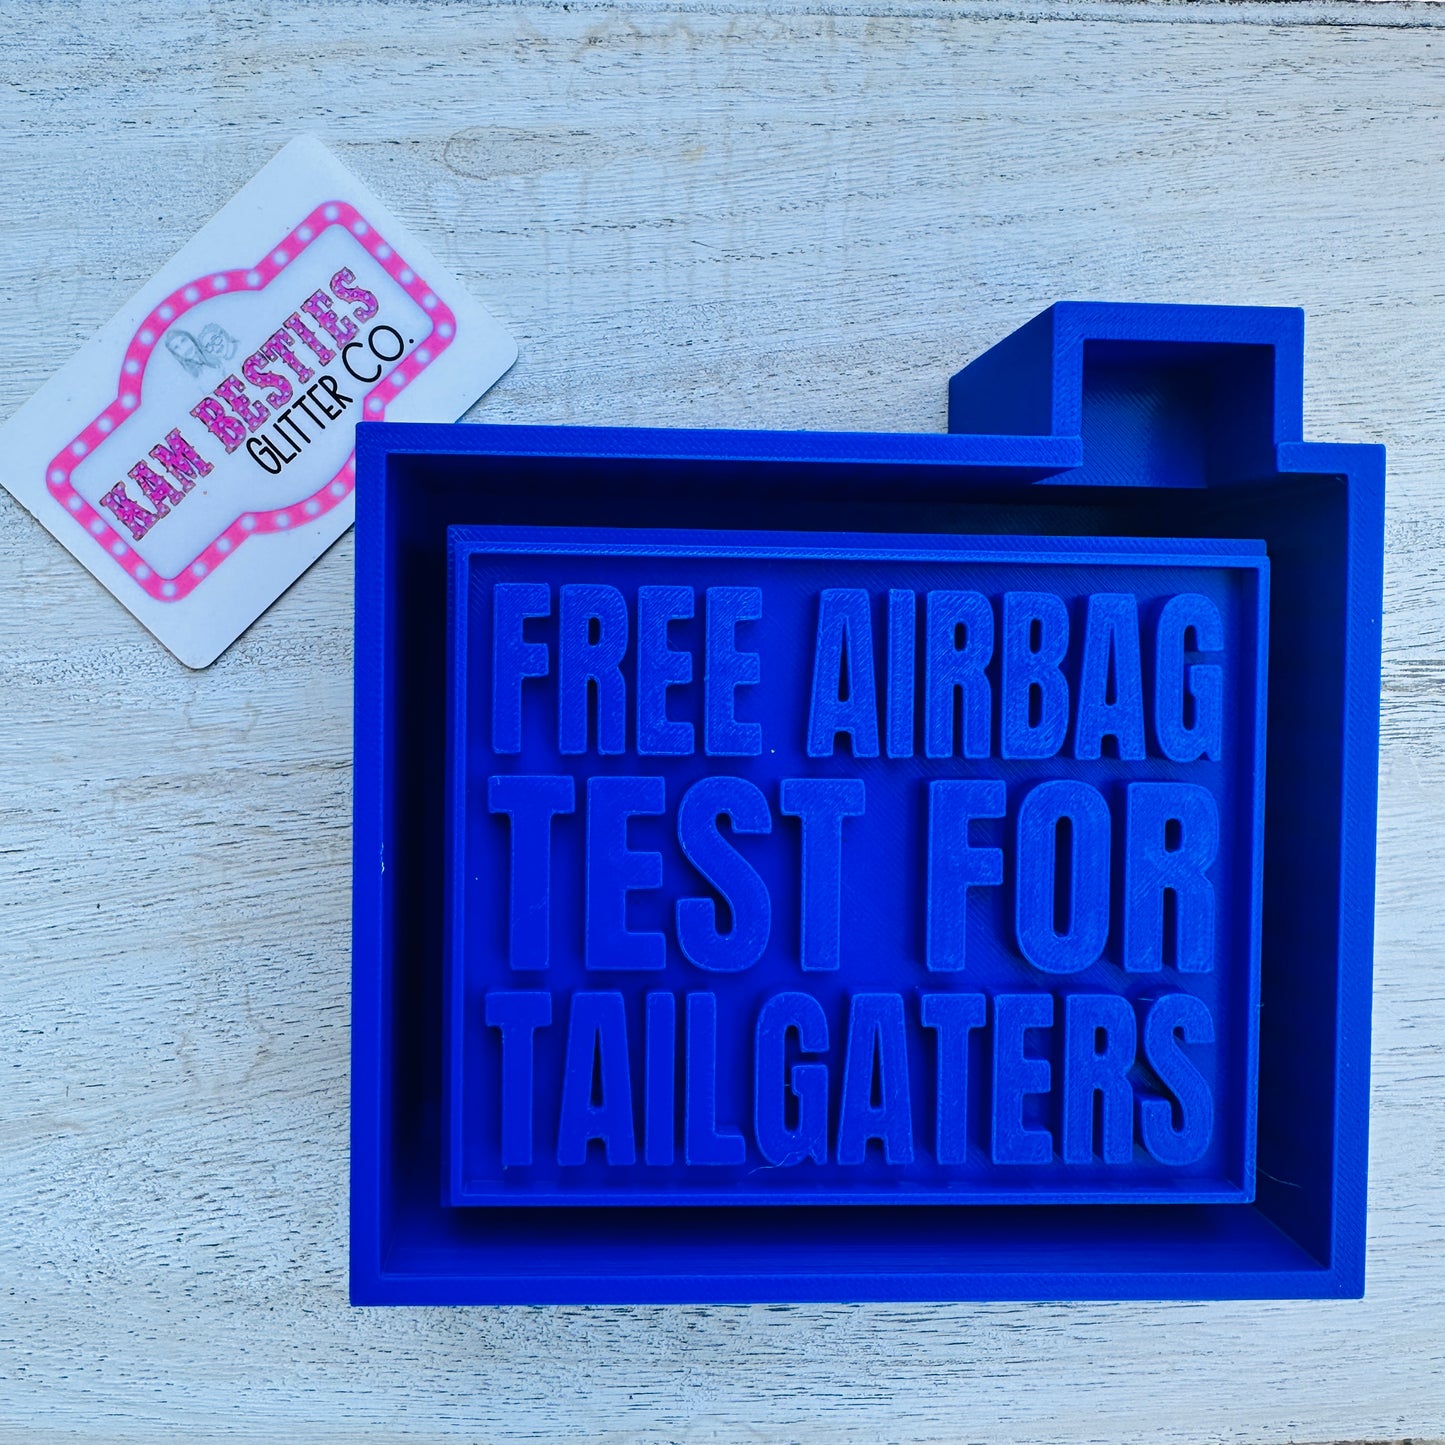 KAM BESTIES
GLITTER CO.
FREE AIRBAG
TEST FOR
TAILGATERS